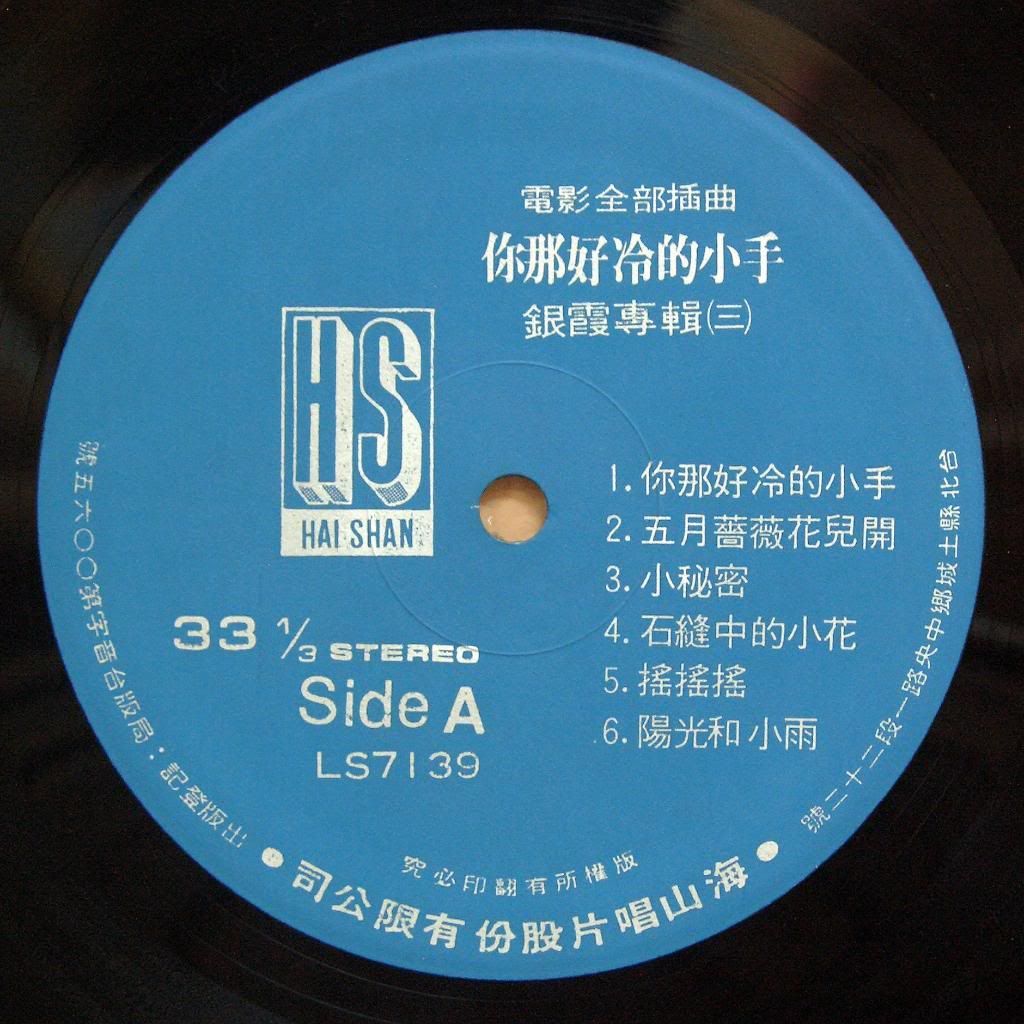 電影全部插曲
你那好冷的小手
銀霞專輯(三)
HS
HAI SHAN
1. 你那好冷的小手
2. 五月薔薇花兒開
3. 小秘密
4. 石縫中的小花
5. 搖搖搖
6. 陽光和小雨
33 1/3 STEREO
Side A
LS7139
出版登記：局版台音字第〇〇六五號
版權所有翻印必究
海山唱片股份有限公司
台北縣土城鄉中央路一段二十二號